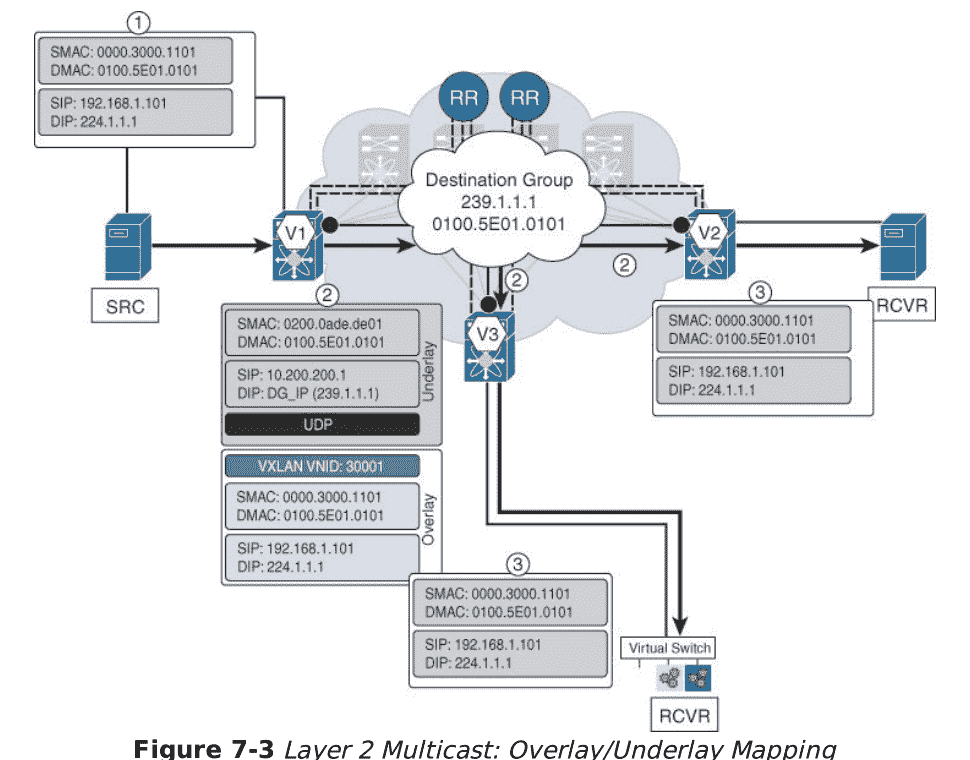 1
SMAC: 0000.3000.1101
DMAC: 0100.5E01.0101
SIP: 192.168.1.101
DIP: 224.1.1.1
RR RR
Destination Group
239.1.1.1
0100.5E01.0101
V1
V2
2
2
V3
SRC
RCVR
2
SMAC: 0200.0ade.de01
DMAC: 0100.5E01.0101
SIP: 10.200.200.1
DIP: DG_IP (239.1.1.1)
UDP
Underlay
VXLAN VNID: 30001
SMAC: 0000.3000.1101
DMAC: 0100.5E01.0101
SIP: 192.168.1.101
DIP: 224.1.1.1
Overlay
3
SMAC: 0000.3000.1101
DMAC: 0100.5E01.0101
SIP: 192.168.1.101
DIP: 224.1.1.1
3
SMAC: 0000.3000.1101
DMAC: 0100.5E01.0101
SIP: 192.168.1.101
DIP: 224.1.1.1
Virtual Switch
RCVR
Figure 7-3 Layer 2 Multicast: Overlay/Underlay Mapping